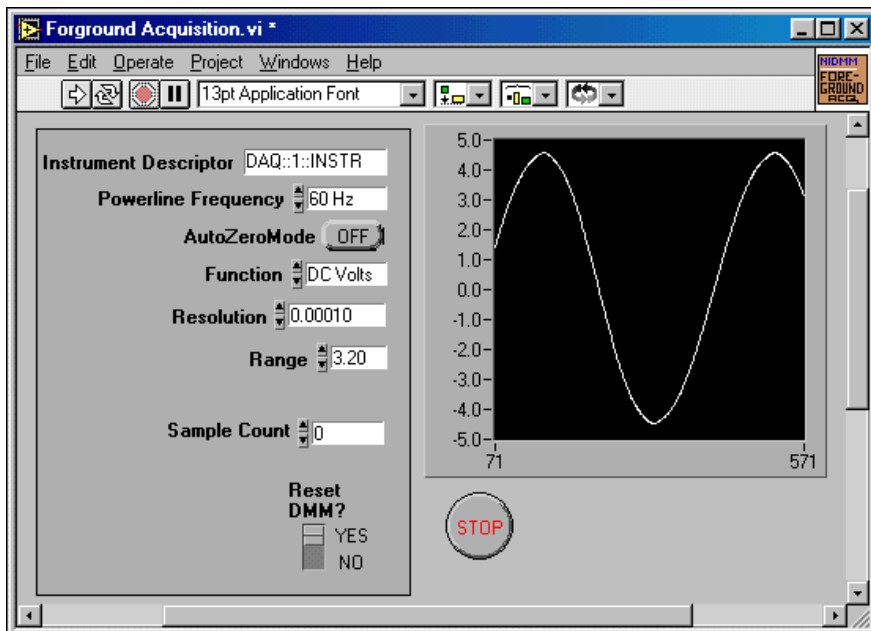 Forground Acquisition.vi *
File Edit Operate Project Windows Help
NIDMM
FORE-
GROUND
ACQ.
13pt Application Font
Instrument Descriptor DAQ::1::INSTR
Powerline Frequency 60 Hz
AutoZeroMode OFF
Function DC Volts
Resolution 0.00010
Range 3.20
Sample Count 0
Reset
DMM?
YES
NO
5.0
4.0
3.0
2.0
1.0
0.0
-1.0
-2.0
-3.0
-4.0
-5.0
71 571
STOP